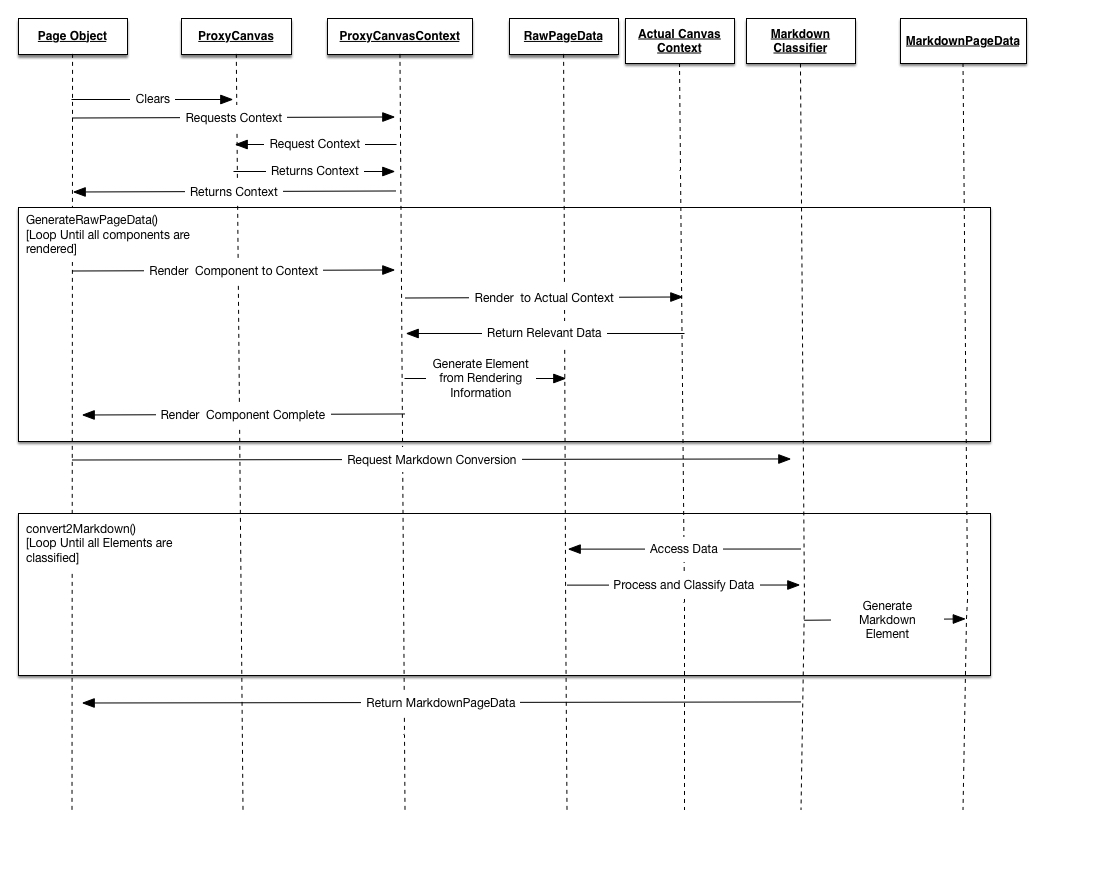 Page Object
ProxyCanvas
ProxyCanvasContext
RawPageData
Actual Canvas
Context
Markdown
Classifier
MarkdownPageData
Clears
Requests Context
Request Context
Returns Context
Returns Context
GenerateRawPageData()
[Loop Until all components are
rendered]
Render  Component to Context
Render  to Actual Context
Return Relevant Data
Generate Element
from Rendering
Information
Render  Component Complete
Request Markdown Conversion
convert2Markdown()
[Loop Until all Elements are
classified]
Access Data
Process and Classify Data
Generate
Markdown
Element
Return MarkdownPageData